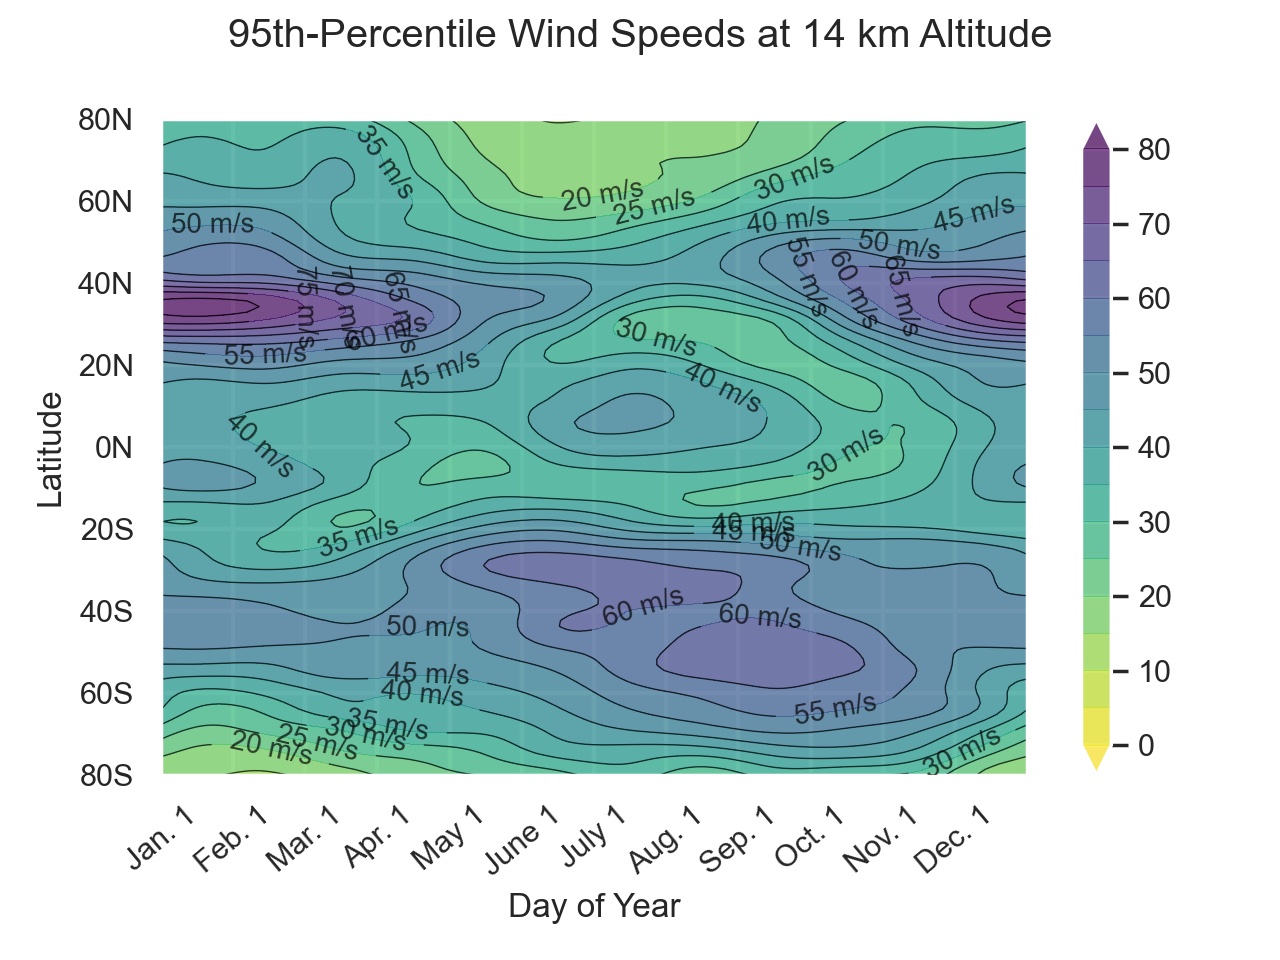 95th-Percentile Wind Speeds at 14 km Altitude
80N
60N
40N
20N
0N
20S
40S
60S
80S
Latitude
35 m/s
20 m/s
25 m/s
30 m/s
50 m/s
40 m/s
45 m/s
50 m/s
75 m/s
70 m/s
65 m/s
60 m/s
55 m/s
55 m/s
60 m/s
65 m/s
45 m/s
30 m/s
40 m/s
40 m/s
30 m/s
35 m/s
40 m/s
45 m/s
50 m/s
60 m/s
60 m/s
50 m/s
45 m/s
40 m/s
35 m/s
30 m/s
25 m/s
20 m/s
55 m/s
30 m/s
80
70
60
50
40
30
20
10
0
Jan. 1
Feb. 1
Mar. 1
Apr. 1
May 1
June 1
July 1
Aug. 1
Sep. 1
Oct. 1
Nov. 1
Dec. 1
Day of Year